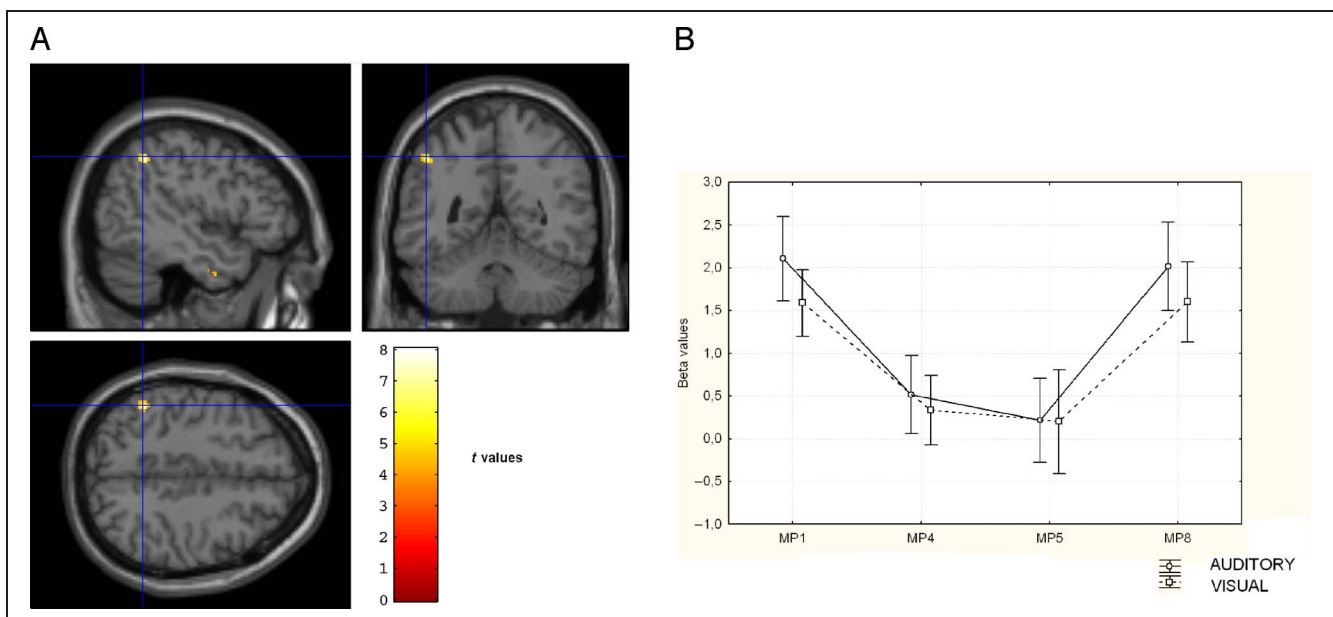 A
B
8
7
6
5
4
3
2
1
0
t values
3,0
2,5
2,0
1,5
1,0
0,5
0,0
−0,5
−1,0
Beta values
MP1 MP4 MP5 MP8
AUDITORY
VISUAL